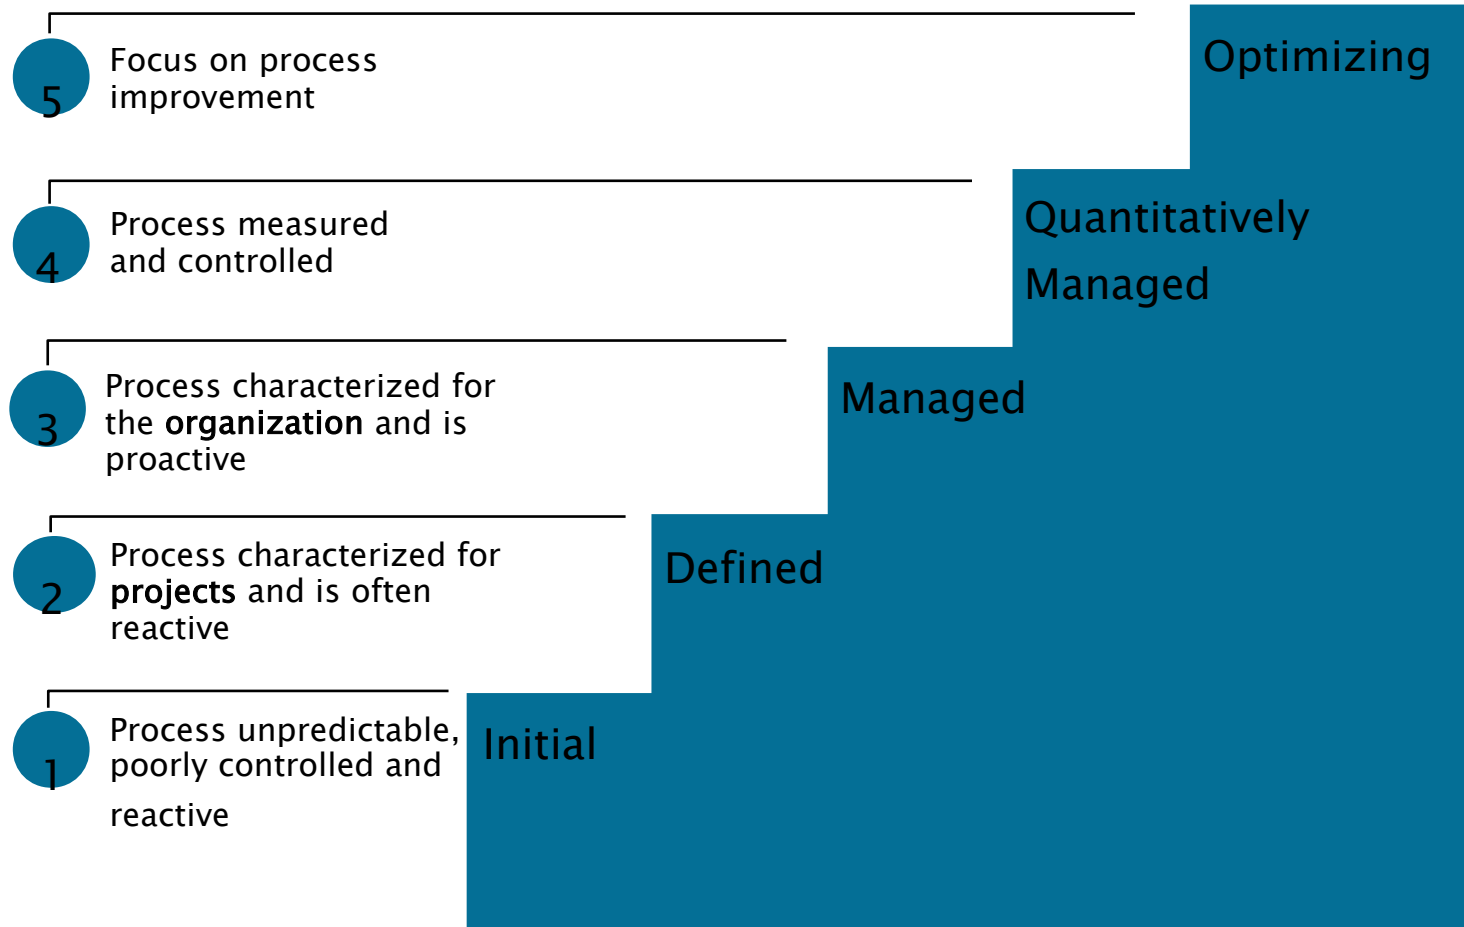 5
Focus on process
improvement
Optimizing
4
Process measured
and controlled
Quantitatively
Managed
3
Process characterized for
the organization and is
proactive
Managed
2
Process characterized for
projects and is often
reactive
Defined
1
Process unpredictable,
poorly controlled and
reactive
Initial